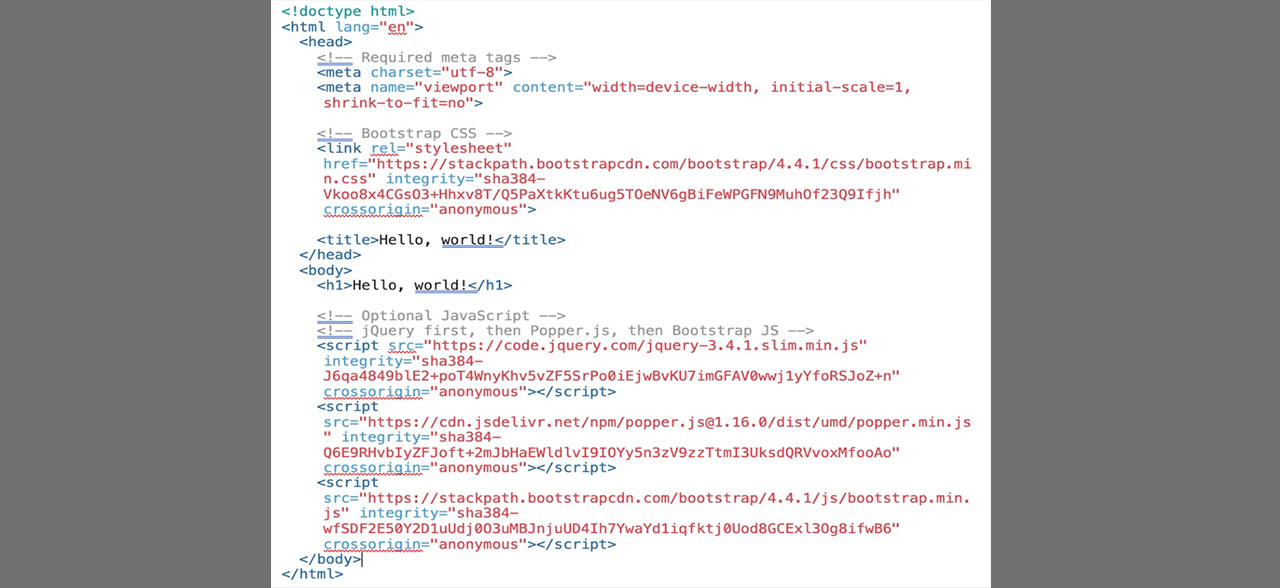 <!doctype html>
<html lang="en">
<head>
<!-- Required meta tags -->
<meta charset="utf-8">
<meta name="viewport" content="width=device-width, initial-scale=1,
shrink-to-fit=no">
<!-- Bootstrap CSS -->
<link rel="stylesheet"
href="https://stackpath.bootstrapcdn.com/bootstrap/4.4.1/css/bootstrap.mi
n.css" integrity="sha384-
Vkoo8x4CGsO3+Hhxv8T/Q5PaXtkKtu6ug5TOeNV6gBiFeWPGFN9MuhOf23Q9Ifjh"
crossorigin="anonymous">
<title>Hello, world!</title>
</head>
<body>
<h1>Hello, world!</h1>
<!-- Optional JavaScript -->
<!-- jQuery first, then Popper.js, then Bootstrap JS -->
<script src="https://code.jquery.com/jquery-3.4.1.slim.min.js"
integrity="sha384-
J6qa4849blE2+poT4WnyKhv5vZF5SrPo0iEjwBvKU7imGFAV0wwj1yYfoRSJoZ+n"
crossorigin="anonymous"></script>
<script
src="https://cdn.jsdelivr.net/npm/popper.js@1.16.0/dist/umd/popper.min.js
" integrity="sha384-
Q6E9RHvbIyZFJoft+2mJbHaEWldlvI9IOYy5n3zV9zzTtmI3UksdQRVvoxMfooAo"
crossorigin="anonymous"></script>
<script
src="https://stackpath.bootstrapcdn.com/bootstrap/4.4.1/js/bootstrap.min.
js" integrity="sha384-
wfSDF2E50Y2D1uUdj0O3uMBJnjuUD4Ih7YwaYd1iqfktj0Uod8GCExl3Og8ifwB6"
crossorigin="anonymous"></script>
</body>
</html>